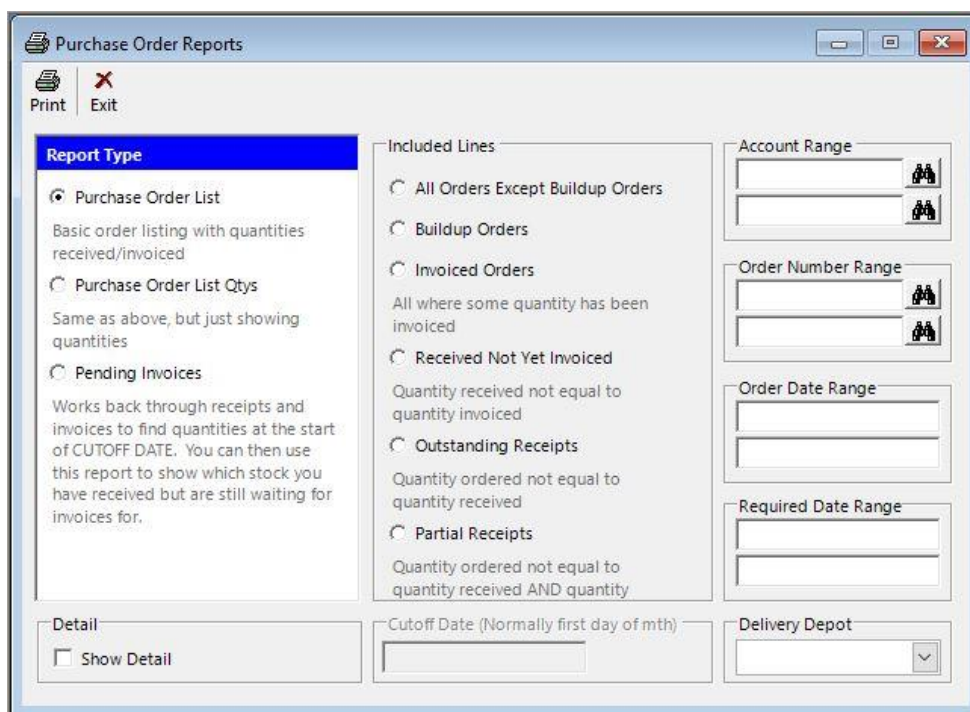 Purchase Order Reports
Print Exit
Report Type
Purchase Order List
Basic order listing with quantities
received/invoiced
Purchase Order List Qtys
Same as above, but just showing
quantities
Pending Invoices
Works back through receipts and
invoices to find quantities at the start
of CUTOFF DATE. You can then use
this report to show which stock you
have received but are still waiting for
invoices for.
Detail
Show Detail
Included Lines
All Orders Except Buildup Orders
Buildup Orders
Invoiced Orders
All where some quantity has been
invoiced
Received Not Yet Invoiced
Quantity received not equal to
quantity invoiced
Outstanding Receipts
Quantity ordered not equal to
quantity received
Partial Receipts
Quantity ordered not equal to
quantity received AND quantity
Cutoff Date (Normally first day of mth)
Account Range
Order Number Range
Order Date Range
Required Date Range
Delivery Depot